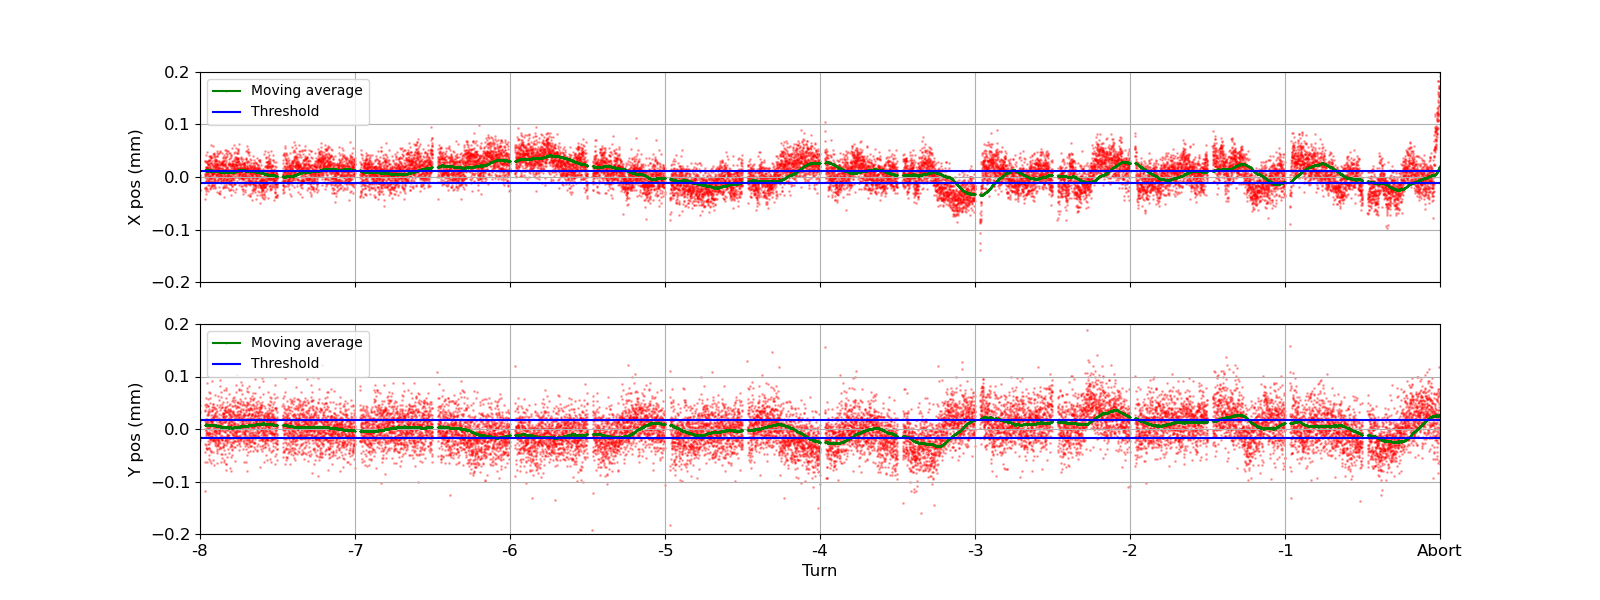 0.2
0.1
0.0
−0.1
−0.2
X pos (mm)
Moving average
Threshold
0.2
0.1
0.0
−0.1
−0.2
Y pos (mm)
Moving average
Threshold
-8 -7 -6 -5 -4 -3 -2 -1 Abort
Turn